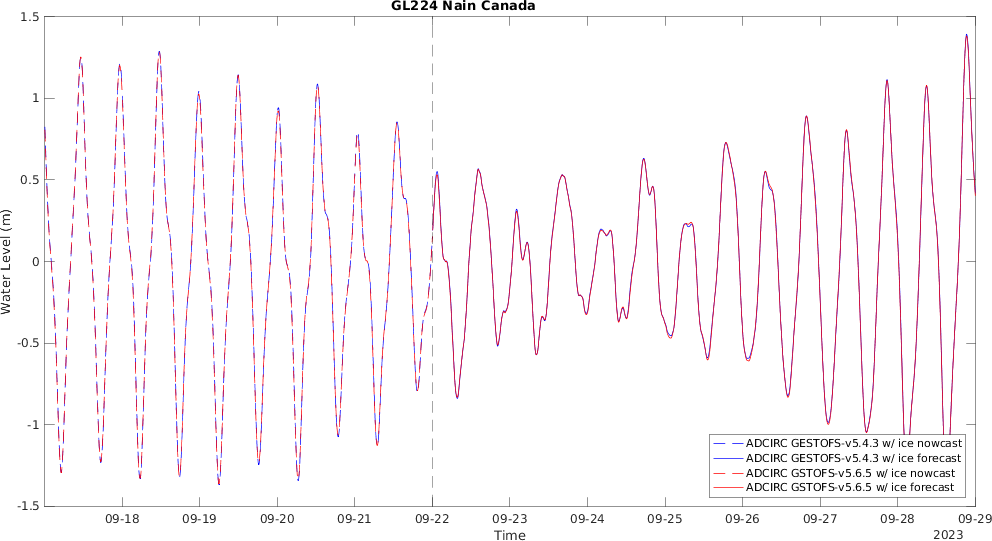 GL224 Nain Canada
1.5
1
0.5
0
-0.5
-1
-1.5
Water Level (m)
09-18 09-19 09-20 09-21 09-22 09-23 09-24 09-25 09-26 09-27 09-28 09-29
Time
2023
ADCIRC GESTOFS-v5.4.3 w/ ice nowcast
ADCIRC GESTOFS-v5.4.3 w/ ice forecast
ADCIRC GSTOFS-v5.6.5 w/ ice nowcast
ADCIRC GSTOFS-v5.6.5 w/ ice forecast